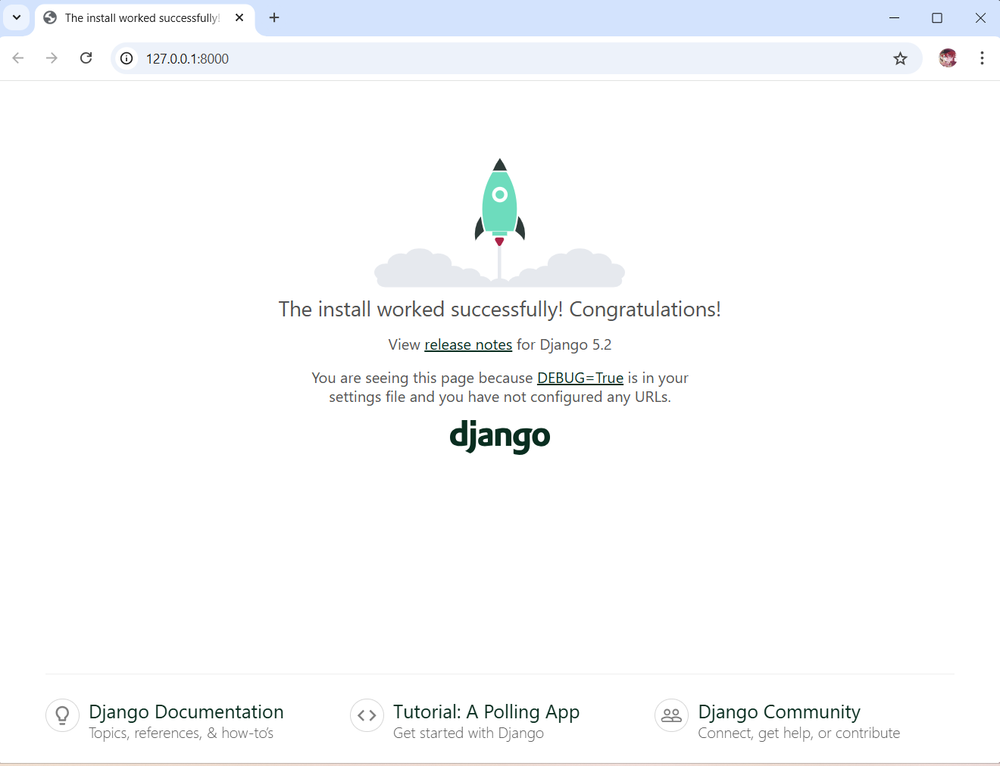 The install worked successfully!
127.0.0.1:8000
The install worked successfully! Congratulations!
View release notes for Django 5.2
You are seeing this page because DEBUG=True is in your
settings file and you have not configured any URLs.
django
Django Documentation
Topics, references, & how-to’s
Tutorial: A Polling App
Get started with Django
Django Community
Connect, get help, or contribute